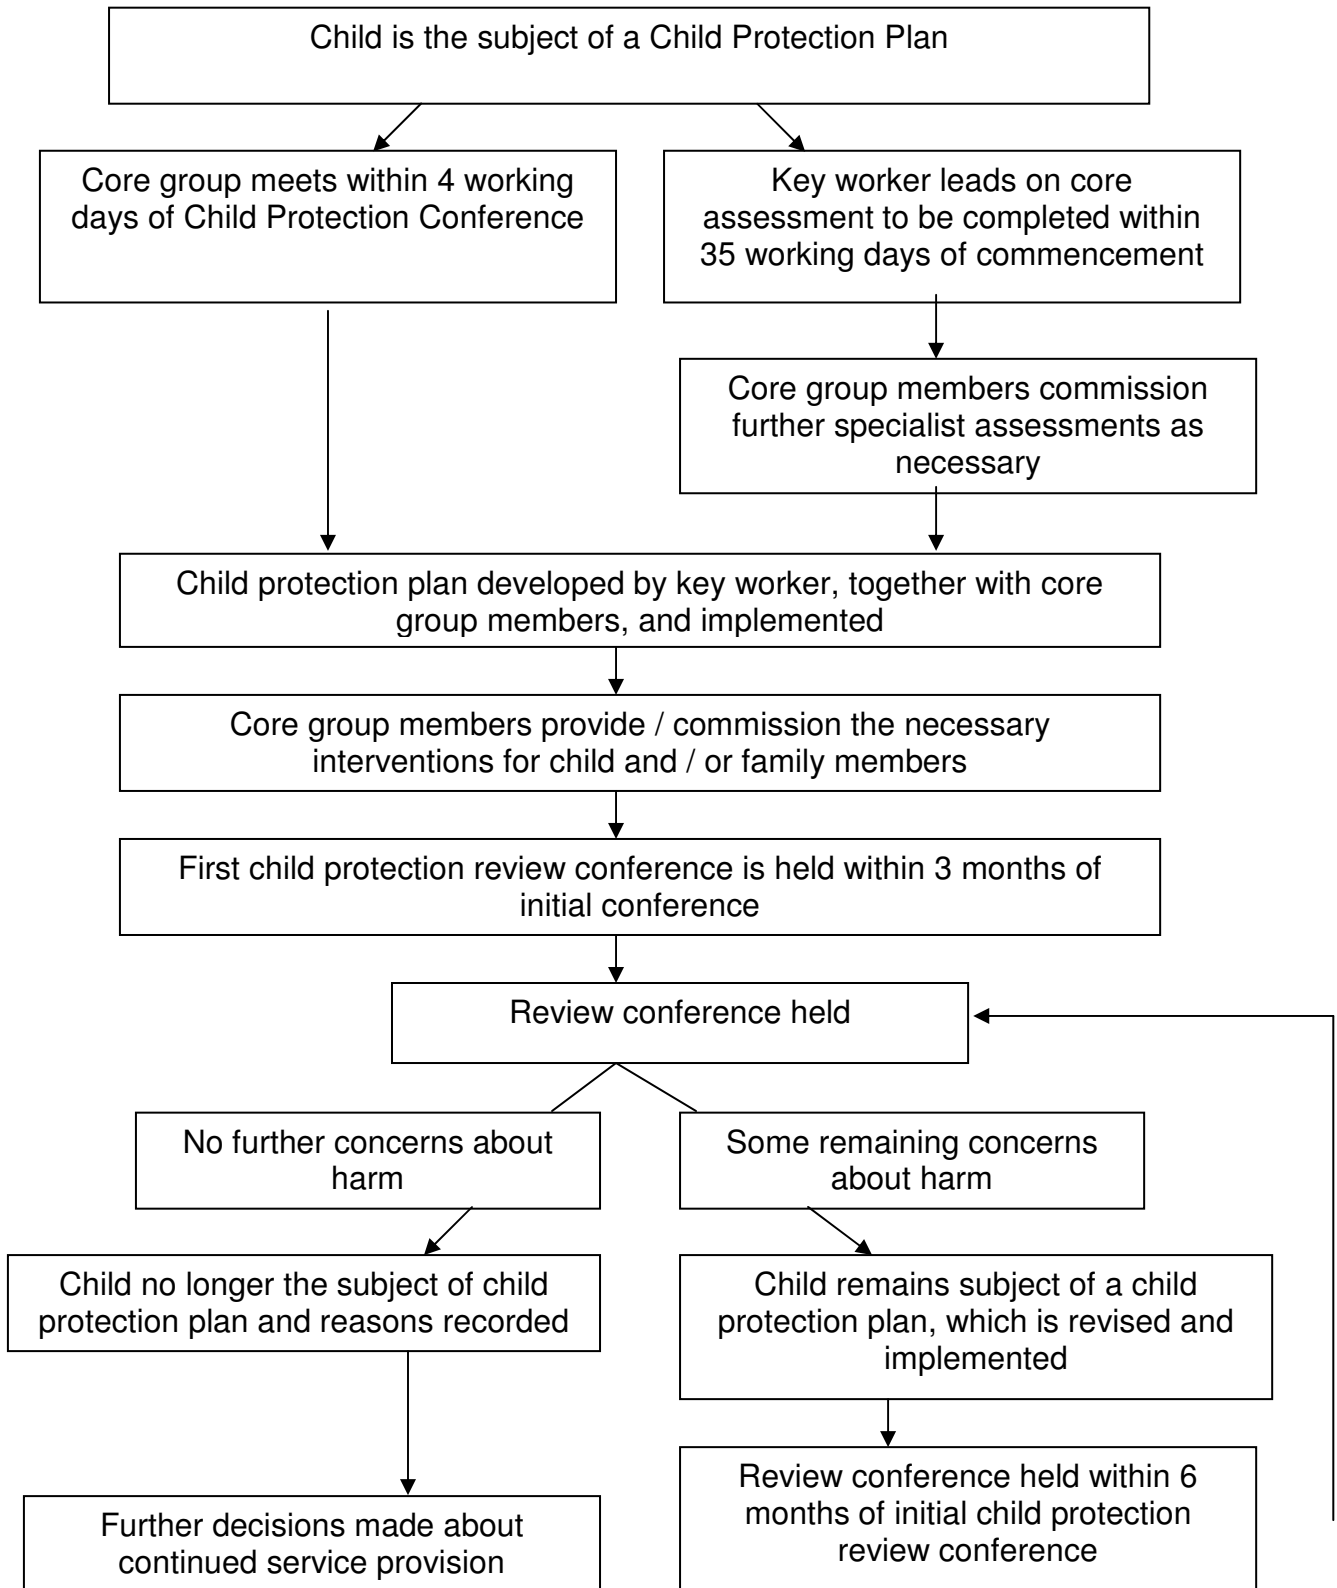 Child is the subject of a Child Protection Plan
Core group meets within 4 working
days of Child Protection Conference
Key worker leads on core
assessment to be completed within
35 working days of commencement
Core group members commission
further specialist assessments as
necessary
Child protection plan developed by key worker, together with core
group members, and implemented
Core group members provide / commission the necessary
interventions for child and / or family members
First child protection review conference is held within 3 months of
initial conference
Review conference held
No further concerns about
harm
Some remaining concerns
about harm
Child no longer the subject of child
protection plan and reasons recorded
Child remains subject of a child
protection plan, which is revised and
implemented
Further decisions made about
continued service provision
Review conference held within 6
months of initial child protection
review conference